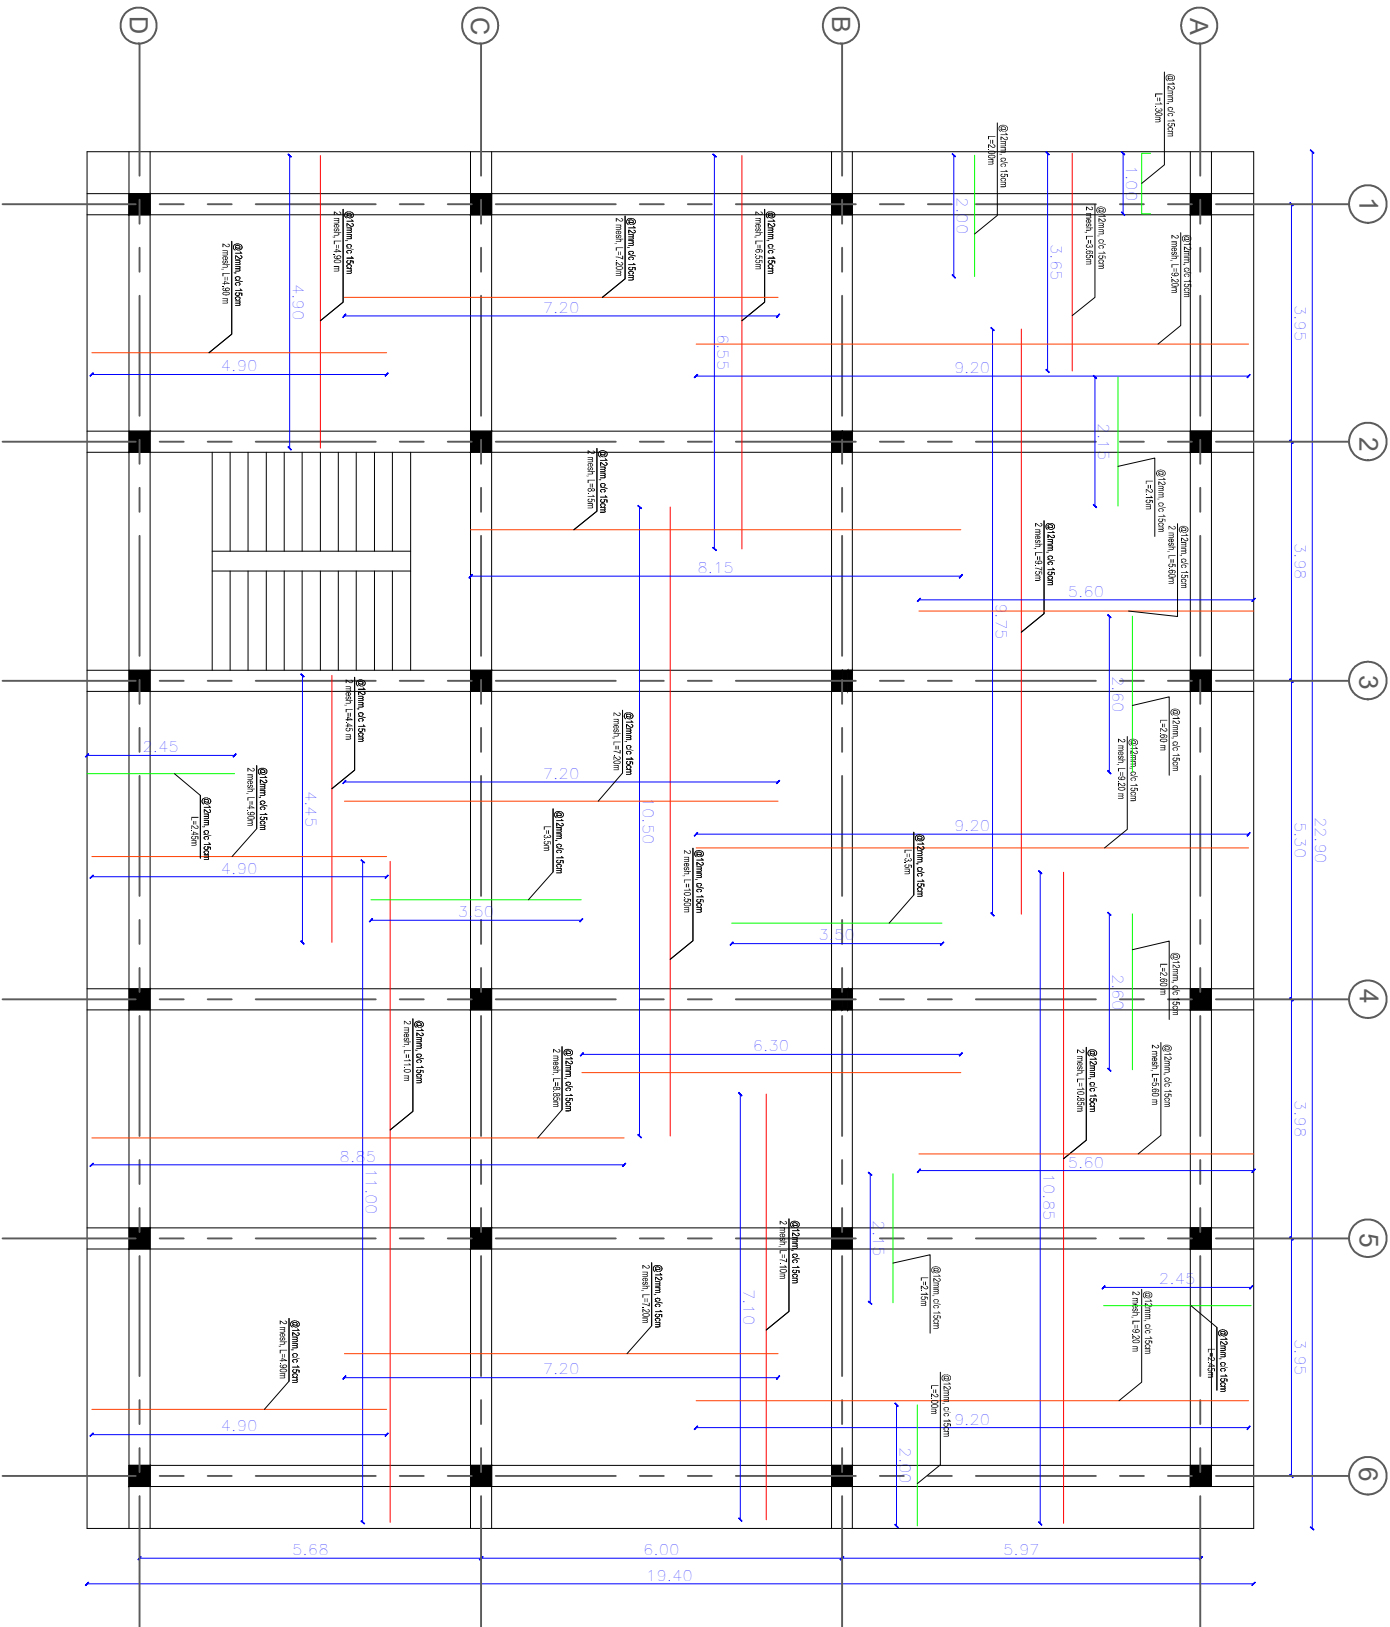 D
C
B
A
1
2
3
4
5
6
@12mm, c/c 15cm
L=1.30m
@12mm, c/c 15cm
L=2.00m
@12mm, c/c 15cm
2 mesh, L=3.65m
@12mm, c/c 15cm
2 mesh, L=9.20m
@12mm, c/c 15cm
2 mesh, L=6.55m
@12mm, c/c 15cm
2 mesh, L=7.20m
@12mm, c/c 15cm
2 mesh, L=4.90 m
@12mm, c/c 15cm
2 mesh, L=4.90 m
1.00
2.00
3.65
3.95
4.90
7.20
6.55
4.90
9.20
2.15
@12mm, c/c 15cm
2 mesh, L=8.15m
@12mm, c/c 15cm
L=2.15m
@12mm, c/c 15cm
2 mesh, L=5.60m
@12mm, c/c 15cm
2 mesh, L=9.75m
3.98
8.15
5.60
9.75
@12mm, c/c 15cm
2 mesh, L=4.45 m
2.60
@12mm, c/c 15cm
L=2.60 m
@12mm, c/c 15cm
2 mesh, L=9.20 m
@12mm, c/c 15cm
2 mesh, L=7.20m
2.45
@12mm, c/c 15cm
2 mesh, L=4.90m
@12mm, c/c 15cm
L=2.45m
7.20
4.45
10.50
@12mm, c/c 15cm
L=3.5m
9.20
5.30
22.90
@12mm, c/c 15cm
L=3.5m
@12mm, c/c 15cm
2 mesh, L=10.50m
4.90
3.50
3.50
@12mm, c/c 15cm
L=2.60 m
2.60
@12mm, c/c 15cm
2 mesh, L=11.0 m
@12mm, c/c 15cm
2 mesh, L=8.85m
6.30
@12mm, c/c 15cm
2 mesh, L=10.85m
@12mm, c/c 15cm
2 mesh, L=5.60 m
3.98
8.85
11.00
5.60
10.85
@12mm, c/c 15cm
2 mesh, L=7.10m
2.15
@12mm, c/c 15cm
L=2.15m
2.45
@12mm, c/c 15cm
2 mesh, L=9.20 m
@12mm, c/c 15cm
L=2.45m
@12mm, c/c 15cm
2 mesh, L=7.20m
@12mm, c/c 15cm
2 mesh, L=4.90m
7.10
3.95
7.20
@12mm, c/c 15cm
L=2.00m
4.90
9.20
2.00
5.68
6.00
5.97
19.40